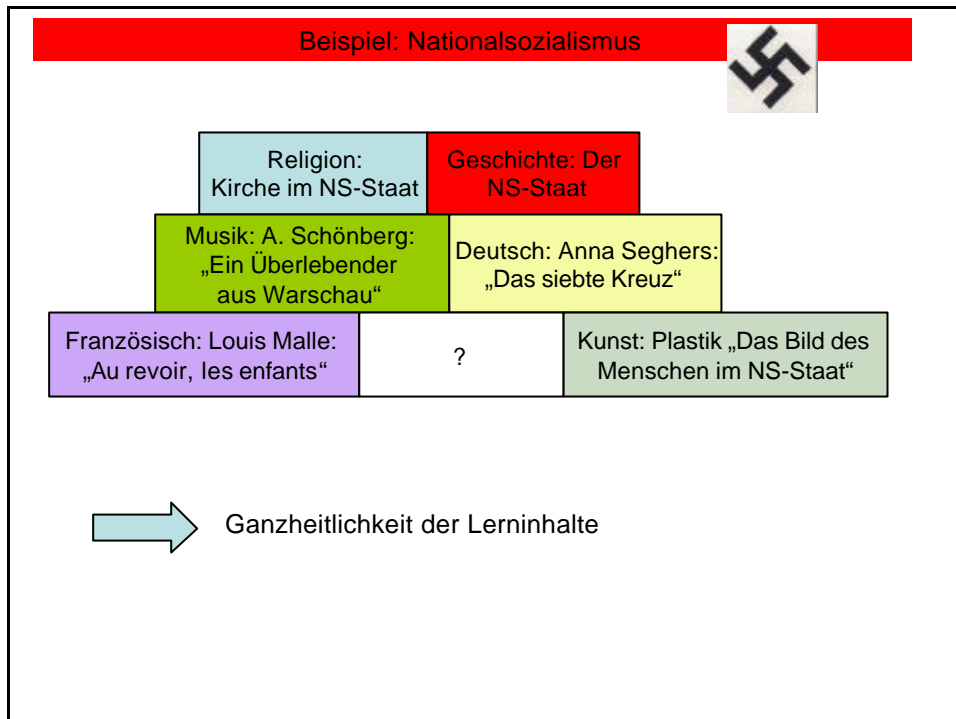 Beispiel: Nationalsozialismus
Religion:
Kirche im NS-Staat
Geschichte: Der
NS-Staat
Musik: A. Schönberg:
„Ein Überlebender
aus Warschau“
Deutsch: Anna Seghers:
„Das siebte Kreuz“
Französisch: Louis Malle:
„Au revoir, les enfants“
?
Kunst: Plastik „Das Bild des
Menschen im NS-Staat“
Ganzheitlichkeit der Lerninhalte